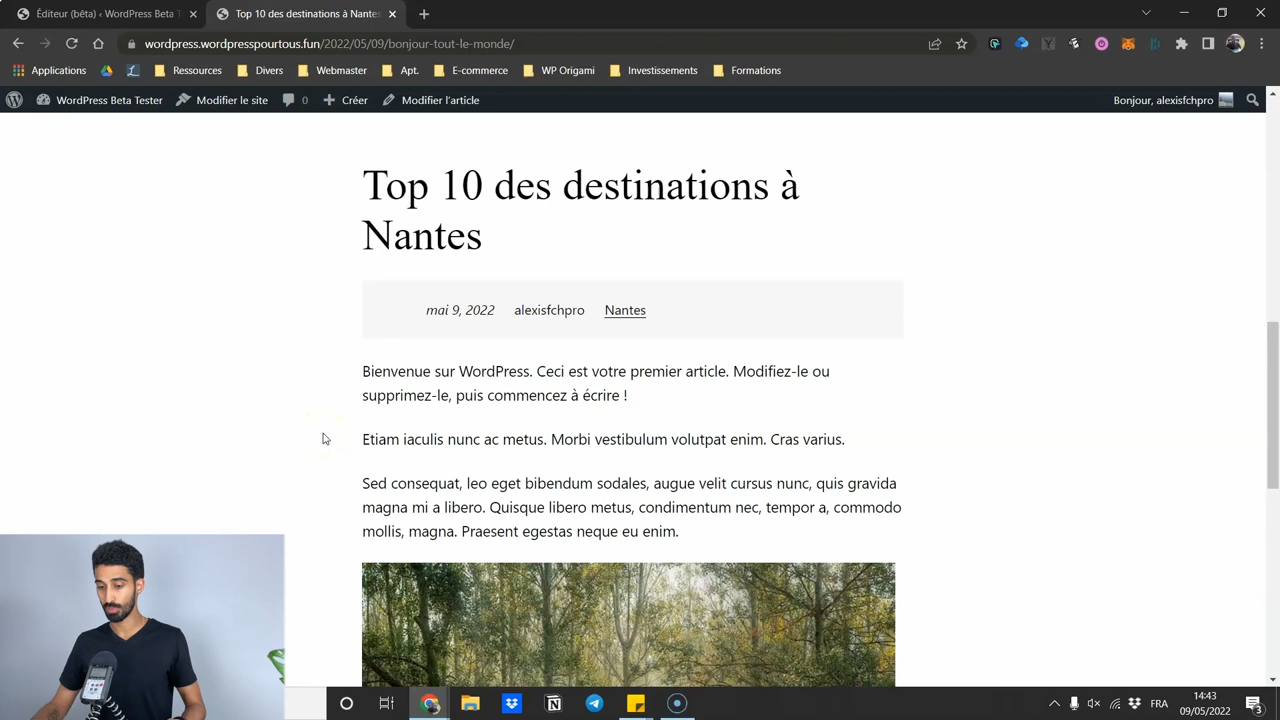 Éditeur (bêta) ‹ WordPress Beta T
Top 10 des destinations à Nantes
wordpress.wordpresspourtous.fun/2022/05/09/bonjour-tout-le-monde/
Applications
Ressources
Divers
Webmaster
Apt.
E-commerce
WP Origami
Investissements
Formations
WordPress Beta Tester
Modifier le site
0
Créer
Modifier l'article
Bonjour, alexisfchpro
Top 10 des destinations à
Nantes
mai 9, 2022 alexisfchpro Nantes
Bienvenue sur WordPress. Ceci est votre premier article. Modifiez-le ou
supprimez-le, puis commencez à écrire !
Etiam iaculis nunc ac metus. Morbi vestibulum volutpat enim. Cras varius.
Sed consequat, leo eget bibendum sodales, augue velit cursus nunc, quis gravida
magna mi a libero. Quisque libero metus, condimentum nec, tempor a, commodo
mollis, magna. Praesent egestas neque eu enim.
FRA
14:43
09/05/2022
3